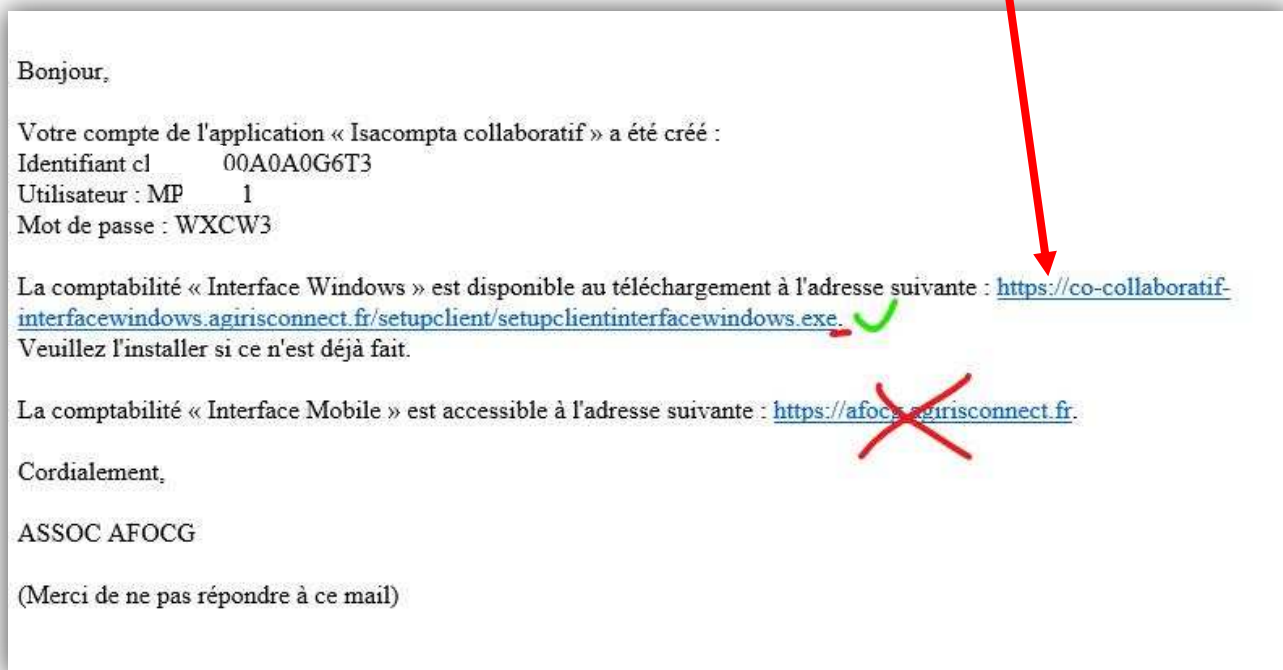 Bonjour,
Votre compte de l'application « Isacompta collaboratif » a été créé :
Identifiant cl 00A0A0G6T3
Utilisateur : MP 1
Mot de passe : WXCW3
La comptabilité « Interface Windows » est disponible au téléchargement à l'adresse suivante : https://co-collaboratif-
interfacewindows.agirisconnect.fr/setupclient/setupclientinterfacewindows.exe.
Veuillez l'installer si ce n'est déjà fait.
La comptabilité « Interface Mobile » est accessible à l'adresse suivante : https://afocg.agirisconnect.fr.
Cordialement,
ASSOC AFOCG
(Merci de ne pas répondre à ce mail)